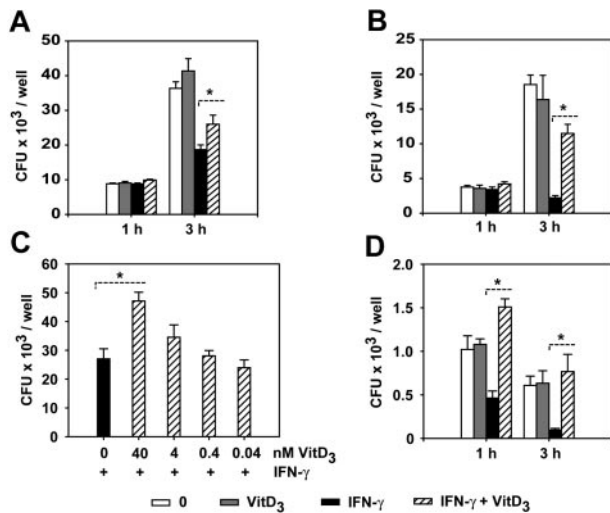 A
CFU x 10³ / well
50
40
30
20
10
0
*
1 h
3 h
B
CFU x 10³ / well
25
20
15
10
5
0
*
1 h
3 h
C
CFU x 10³ / well
60
50
40
30
20
10
0
*
0 40 4 0.4 0.04 nM VitD₃
+ + + + + IFN-γ
D
CFU x 10³ / well
2.0
1.5
1.0
0.5
0
*
*
1 h
3 h
0 VitD₃ IFN-γ IFN-γ + VitD₃